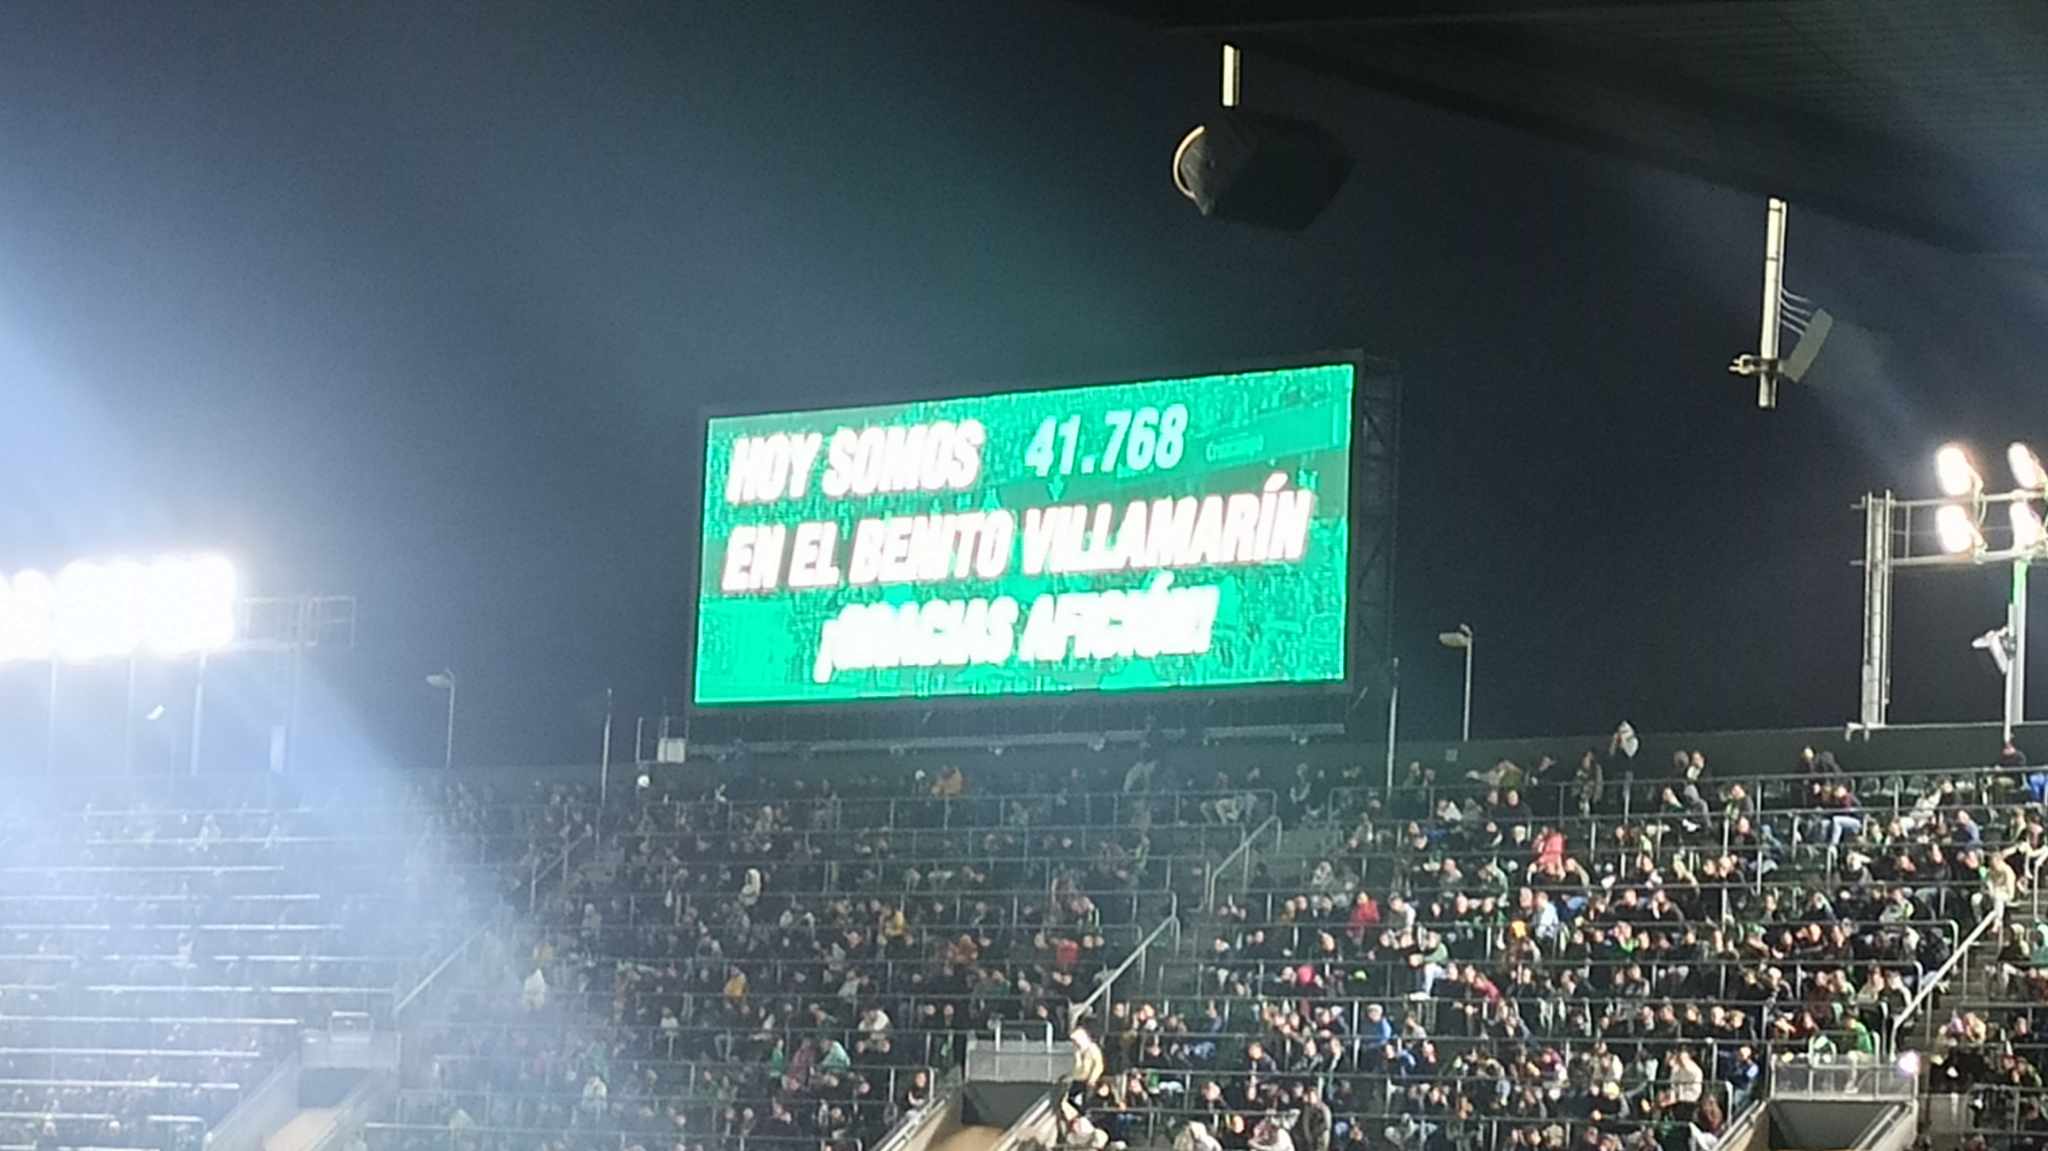 HOY SOMOS 41.768
EN EL BENITO VILLAMARÍN
¡GRACIAS AFICIÓN!